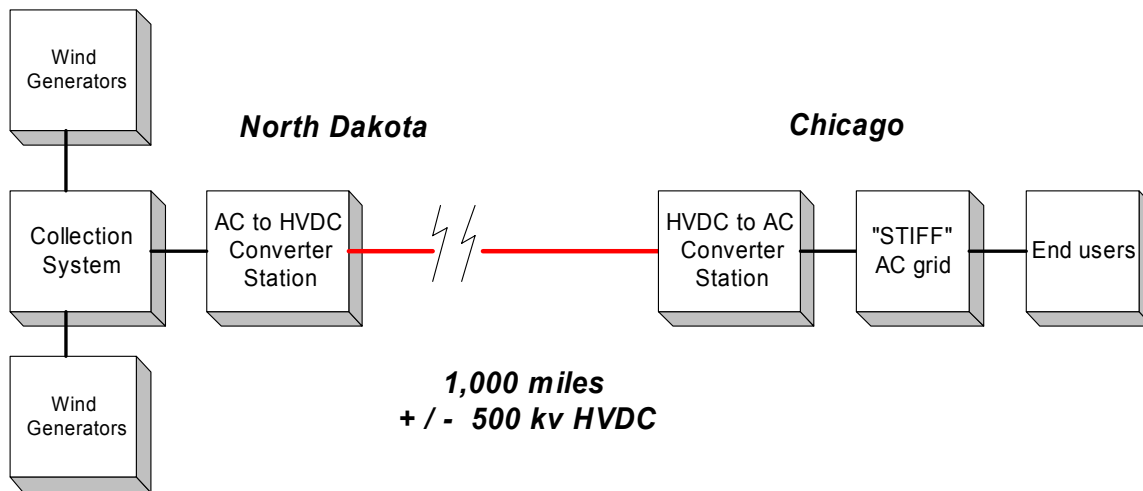 Wind
Generators
North Dakota
Chicago
Collection
System
AC to HVDC
Converter
Station
HVDC to AC
Converter
Station
"STIFF"
AC grid
End users
Wind
Generators
1,000 miles
+ / - 500 kv HVDC